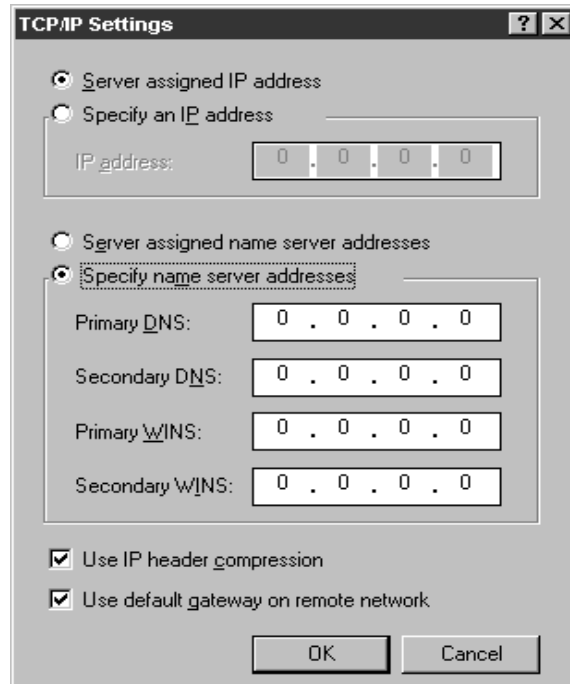 TCP/IP Settings
Server assigned IP address
Specify an IP address
IP address: 0 . 0 . 0 . 0
Server assigned name server addresses
Specify name server addresses
Primary DNS: 0 . 0 . 0 . 0
Secondary DNS: 0 . 0 . 0 . 0
Primary WINS: 0 . 0 . 0 . 0
Secondary WINS: 0 . 0 . 0 . 0
Use IP header compression
Use default gateway on remote network
OK Cancel